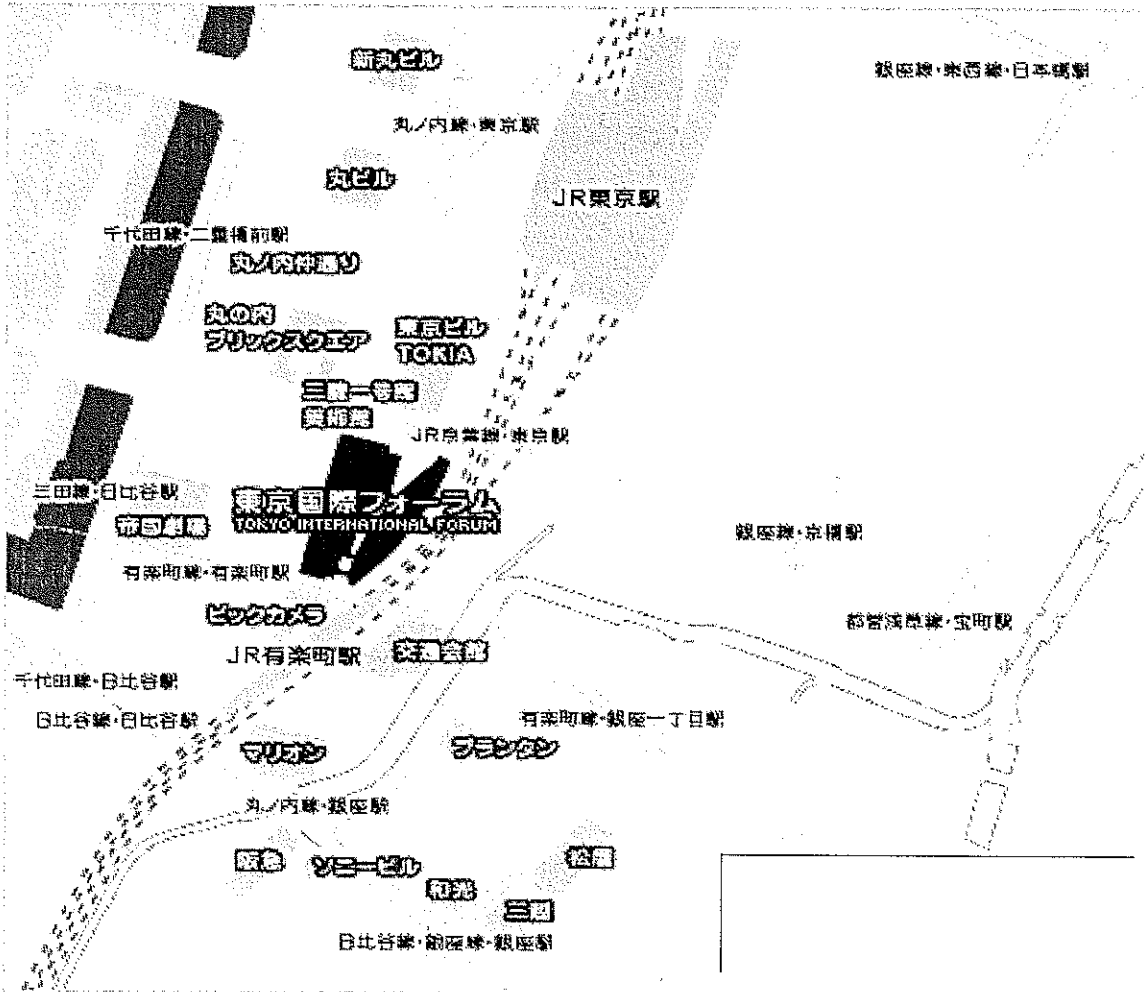 新丸ビル
銀座線・東西線・日本橋駅
丸ノ内線・東京駅
丸ビル
JR東京駅
千代田線・二重橋前駅
丸ノ内仲通り
丸の内
ブリックスクエア
東京ビル
TOKIA
三菱一号館
美術館
JR京葉線・東京駅
三田線・日比谷駅
東京国際フォーラム
TOKYO INTERNATIONAL FORUM
帝国劇場
銀座線・京橋駅
有楽町線・有楽町駅
ビックカメラ
都営浅草線・宝町駅
JR有楽町駅
交通会館
千代田線・日比谷駅
日比谷線・日比谷駅
有楽町線・銀座一丁目駅
マリオン
プランタン
丸ノ内線・銀座駅
阪急
ソニービル
松屋
和光
三越
日比谷線・銀座線・銀座駅